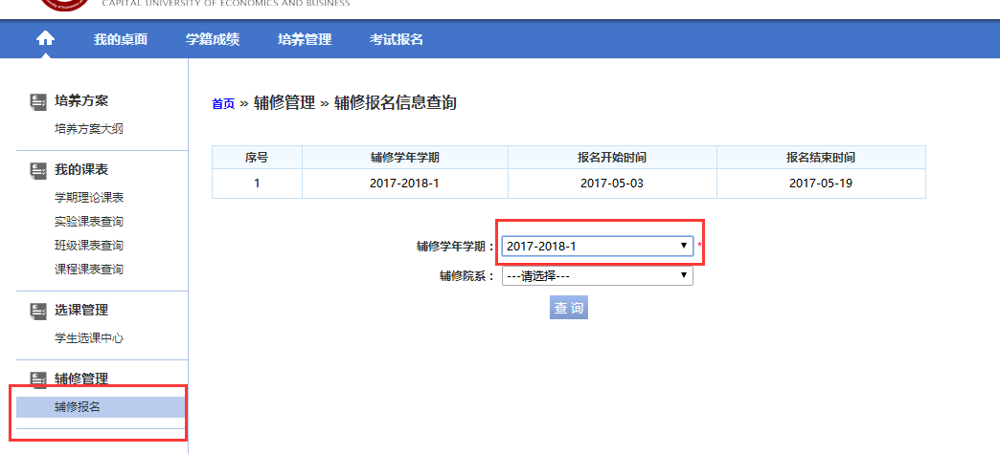 CAPITAL UNIVERSITY OF ECONOMICS AND BUSINESS
我的桌面 学籍成绩 培养管理 考试报名
培养方案
培养方案大纲
我的课表
学期理论课表
实验课表查询
班级课表查询
课程课表查询
选课管理
学生选课中心
辅修管理
辅修报名
首页 » 辅修管理 » 辅修报名信息查询
序号 辅修学年学期 报名开始时间 报名结束时间
1 2017-2018-1 2017-05-03 2017-05-19
辅修学年学期： 2017-2018-1 *
辅修院系： ---请选择---
查 询